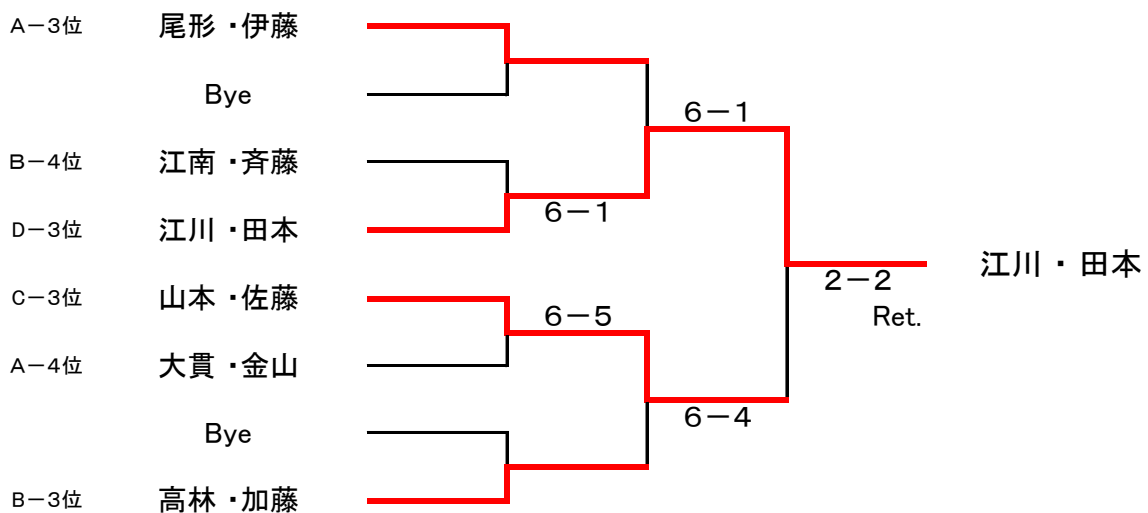 A－3位 尾形・伊藤
Bye
6－1
B－4位 江南・斉藤
6－1
D－3位 江川・田本
江川・田本
2－2
C－3位 山本・佐藤
6－5
Ret.
A－4位 大貫・金山
6－4
Bye
B－3位 高林・加藤